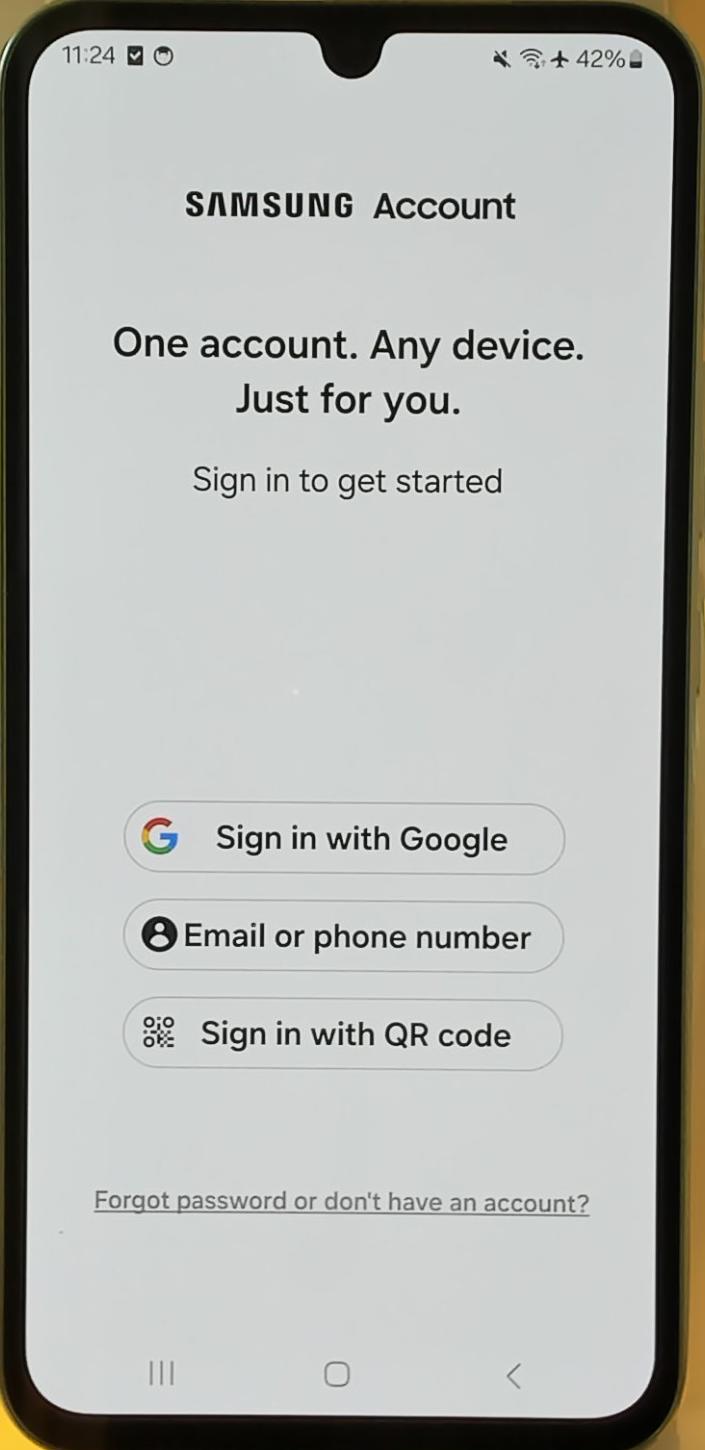 11:24 42%
SAMSUNG Account
One account. Any device.
Just for you.
Sign in to get started
Sign in with Google
Email or phone number
Sign in with QR code
Forgot password or don't have an account?